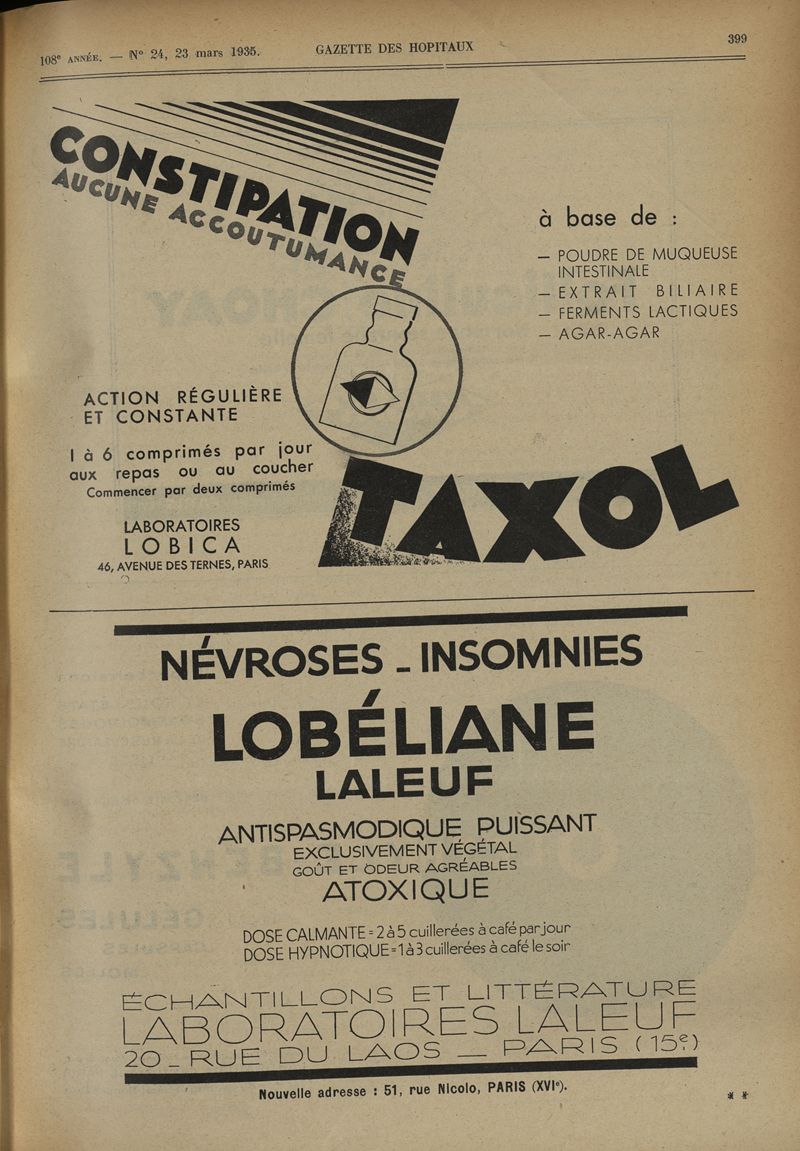 108e ANNÉE. — No 24, 23 mars 1935.
GAZETTE DES HOPITAUX
399
CONSTIPATION
AUCUNE ACCOUTUMANCE
à base de :
— POUDRE DE MUQUEUSE
INTESTINALE
— EXTRAIT BILIAIRE
— FERMENTS LACTIQUES
— AGAR-AGAR
ACTION RÉGULIÈRE
ET CONSTANTE
1 à 6 comprimés par jour
aux repas ou au coucher
Commencer par deux comprimés
LABORATOIRES
LOBICA
46, AVENUE DES TERNES, PARIS
TAXOL
NÉVROSES - INSOMNIES
LOBÉLIANE
LALEUF
ANTISPASMODIQUE PUISSANT
EXCLUSIVEMENT VÉGÉTAL
GOÛT ET ODEUR AGRÉABLES
ATOXIQUE
DOSE CALMANTE = 2 à 5 cuillerées à café par jour
DOSE HYPNOTIQUE = 1 à 3 cuillerées à café le soir
ÉCHANTILLONS ET LITTÉRATURE
LABORATOIRES LALEUF
20 - RUE DU LAOS — PARIS (15e)
Nouvelle adresse : 51, rue Nicolo, PARIS (XVIe).
* *